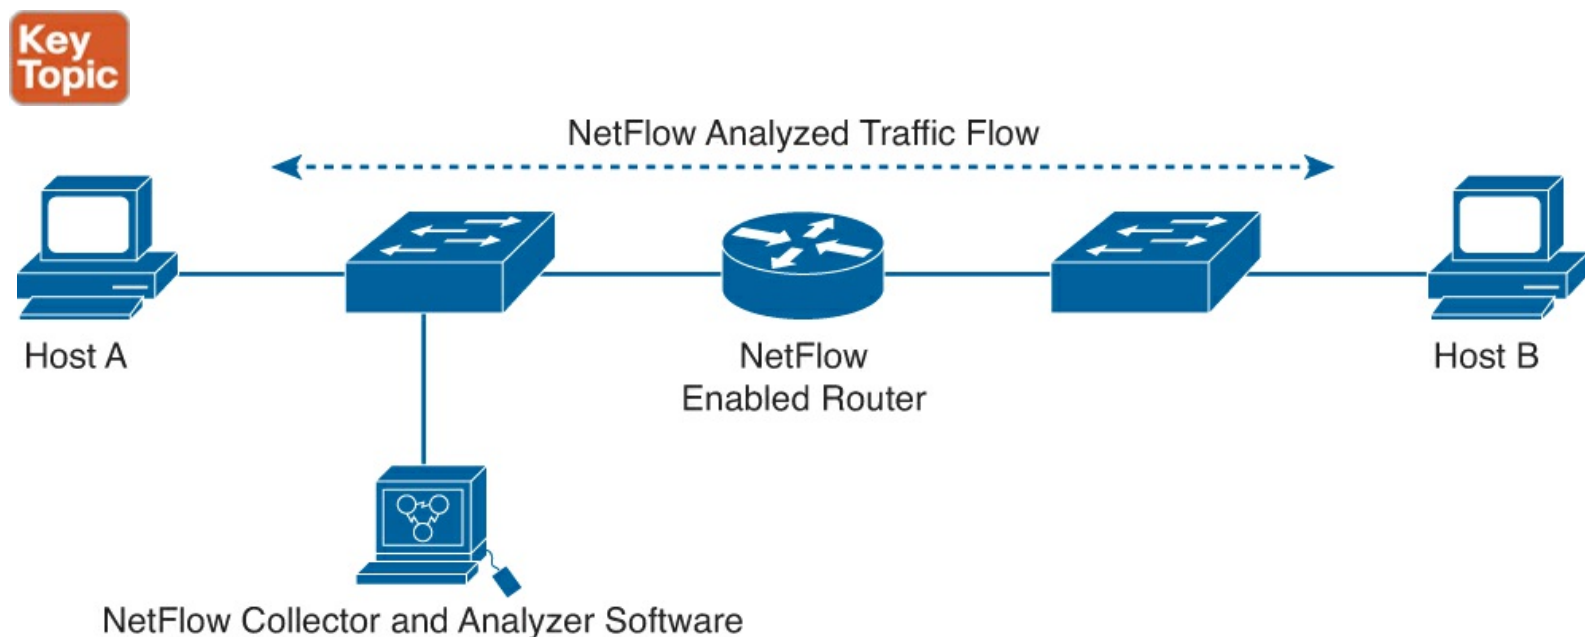 Key
Topic
NetFlow Analyzed Traffic Flow
Host A
NetFlow
Enabled Router
Host B
NetFlow Collector and Analyzer Software